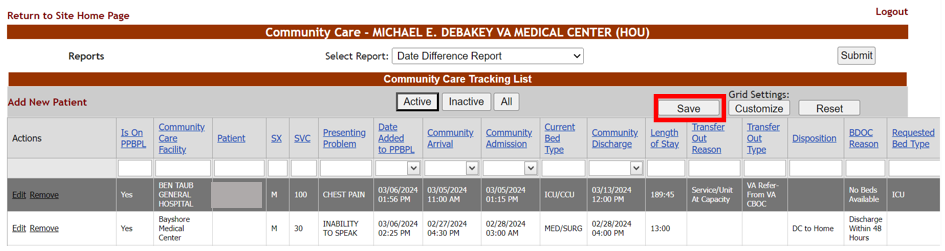 Return to Site Home Page
Logout
Community Care - MICHAEL E. DEBAKEY VA MEDICAL CENTER (HOU)
Reports
Select Report: Date Difference Report
Submit
Community Care Tracking List
Add New Patient
Active Inactive All
Grid Settings:
Save Customize Reset
Actions
Is On
PPBPL
Community
Care
Facility
Patient
SX
SVC
Presenting
Problem
Date
Added
to PPBPL
Community
Arrival
Community
Admission
Current
Bed
Type
Community
Discharge
Length
of Stay
Transfer
Out
Reason
Transfer
Out
Type
Disposition
BDOC
Reason
Requested
Bed Type
Edit Remove
Yes
BEN TAUB
GENERAL
HOSPITAL
M
100
CHEST PAIN
03/06/2024
01:56 PM
03/05/2024
11:00 AM
03/05/2024
01:15 PM
ICU/CCU
03/13/2024
12:00 PM
189:45
Service/Unit
At Capacity
VA Refer-
From VA
CBOC
No Beds
Available
ICU
Edit Remove
Yes
Bayshore
Medical
Center
M
30
INABILITY
TO SPEAK
03/06/2024
02:25 PM
02/27/2024
04:30 PM
02/28/2024
03:00 AM
MED/SURG
02/28/2024
04:00 PM
13:00
DC to Home
Discharge
Within 48
Hours